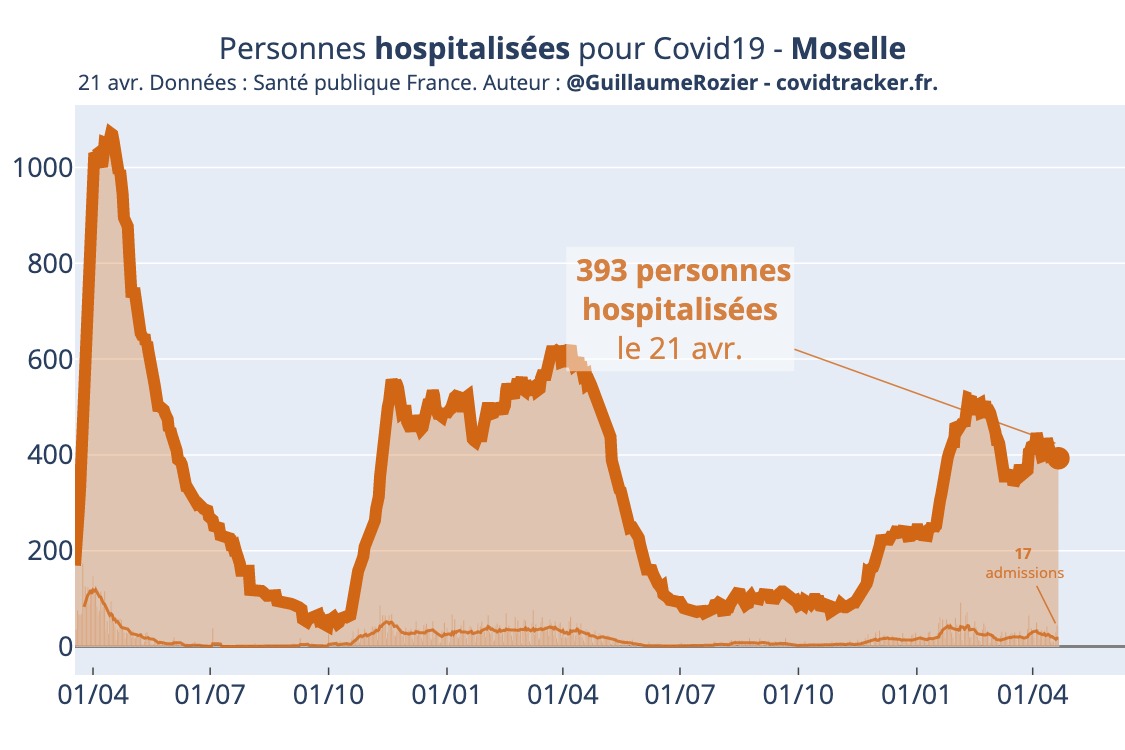 Personnes hospitalisées pour Covid19 - Moselle
21 avr. Données : Santé publique France. Auteur : @GuillaumeRozier - covidtracker.fr.
1000
800
600
400
200
0
393 personnes
hospitalisées
le 21 avr.
17
admissions
01/04 01/07 01/10 01/01 01/04 01/07 01/10 01/01 01/04